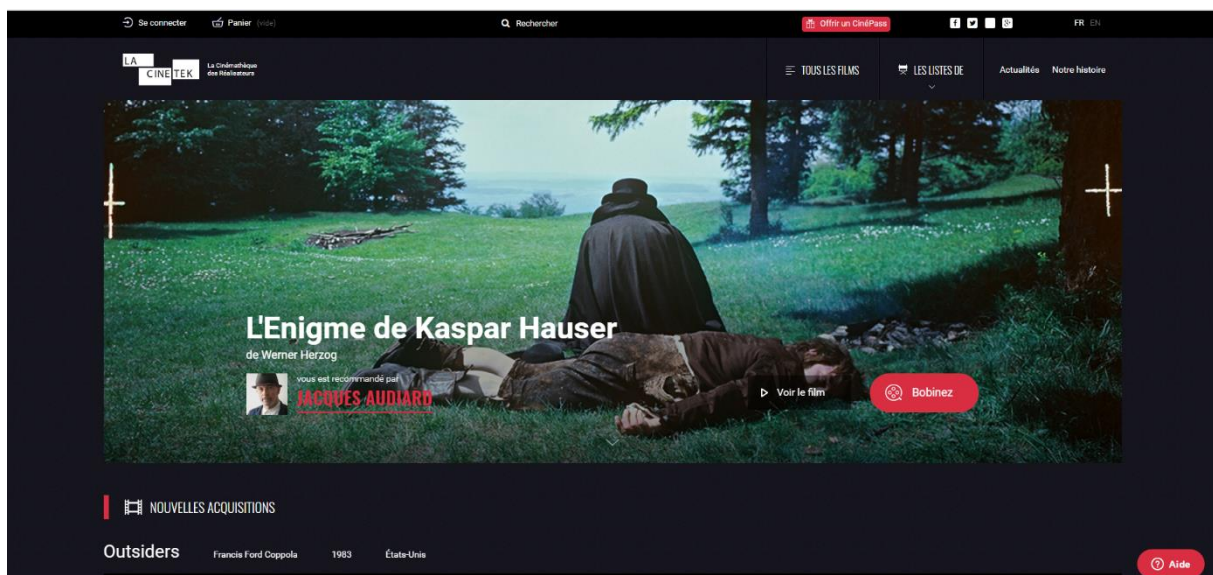 Se connecter
Panier (vide)
Rechercher
Offrir un CinéPass
FR EN
LA
CINETEK
La Cinémathèque
des Réalisateurs
TOUS LES FILMS
LES LISTES DE
Actualités
Notre histoire
L'Enigme de Kaspar Hauser
de Werner Herzog
vous est recommandé par
JACQUES AUDIARD
Voir le film
Bobinez
NOUVELLES ACQUISITIONS
Outsiders Francis Ford Coppola 1983 États-Unis
Aide